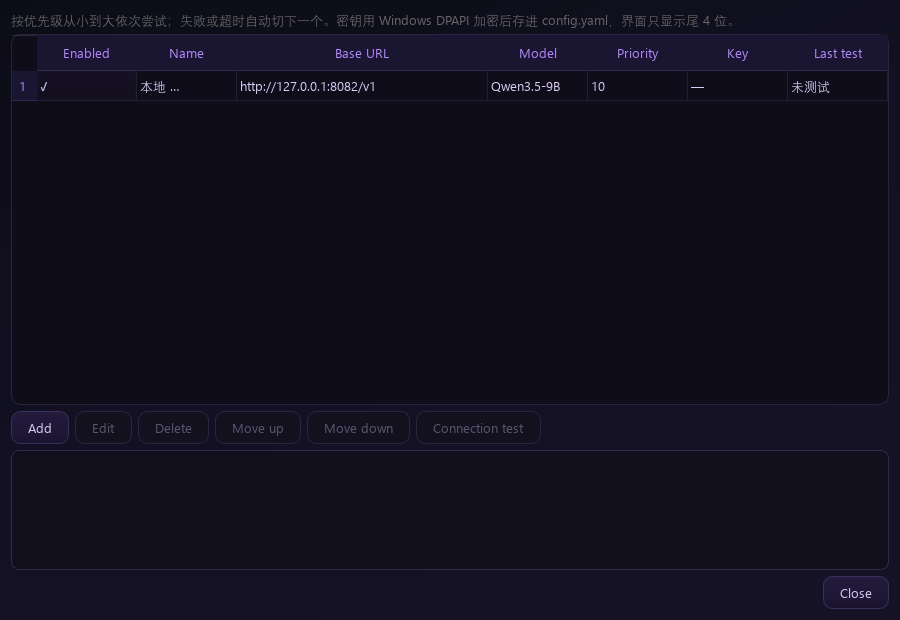 按优先级从小到大依次尝试；失败或超时自动切下一个。密钥用 Windows DPAPI 加密后存进 config.yaml，界面只显示尾 4 位。
Enabled Name Base URL Model Priority Key Last test
1 ✓ 本地 ... http://127.0.0.1:8082/v1 Qwen3.5-9B 10 — 未测试
Add Edit Delete Move up Move down Connection test
Close